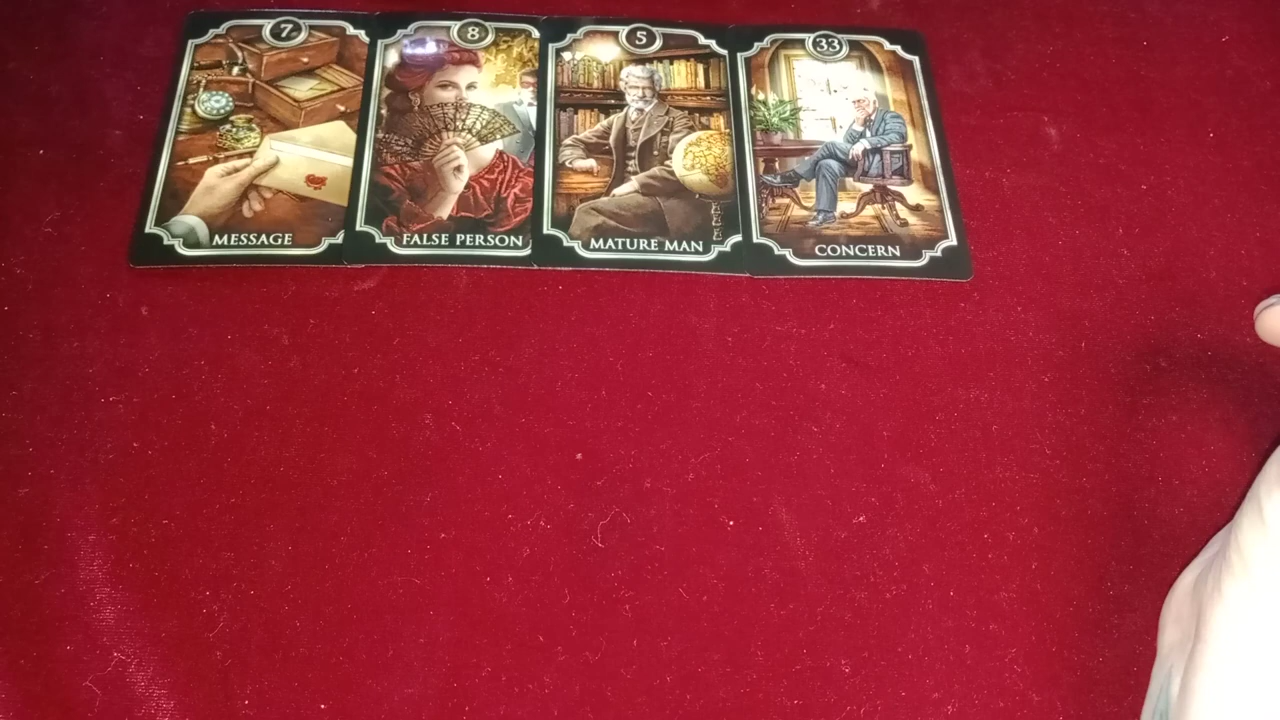 7
MESSAGE
8
FALSE PERSON
5
MATURE MAN
33
CONCERN